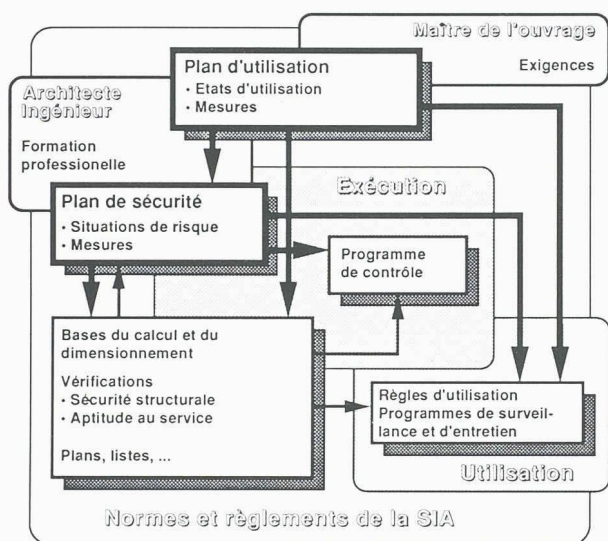 Maître de l'ouvrage
Exigences
Plan d'utilisation
· Etats d'utilisation
· Mesures
Architecte
Ingénieur
Formation
professionelle
Exécution
Plan de sécurité
· Situations de risque
· Mesures
Programme
de contrôle
Bases du calcul et du
dimensionnement
Vérifications
· Sécurité structurale
· Aptitude au service
Plans, listes, ...
Règles d'utilisation
Programmes de surveil-
lance et d'entretien
Utilisation
Normes et règlements de la SIA